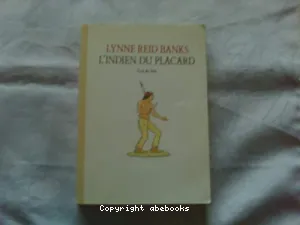 LYNNE REID BANKS
L'INDIEN DU PLACARD
Copyright abebooks